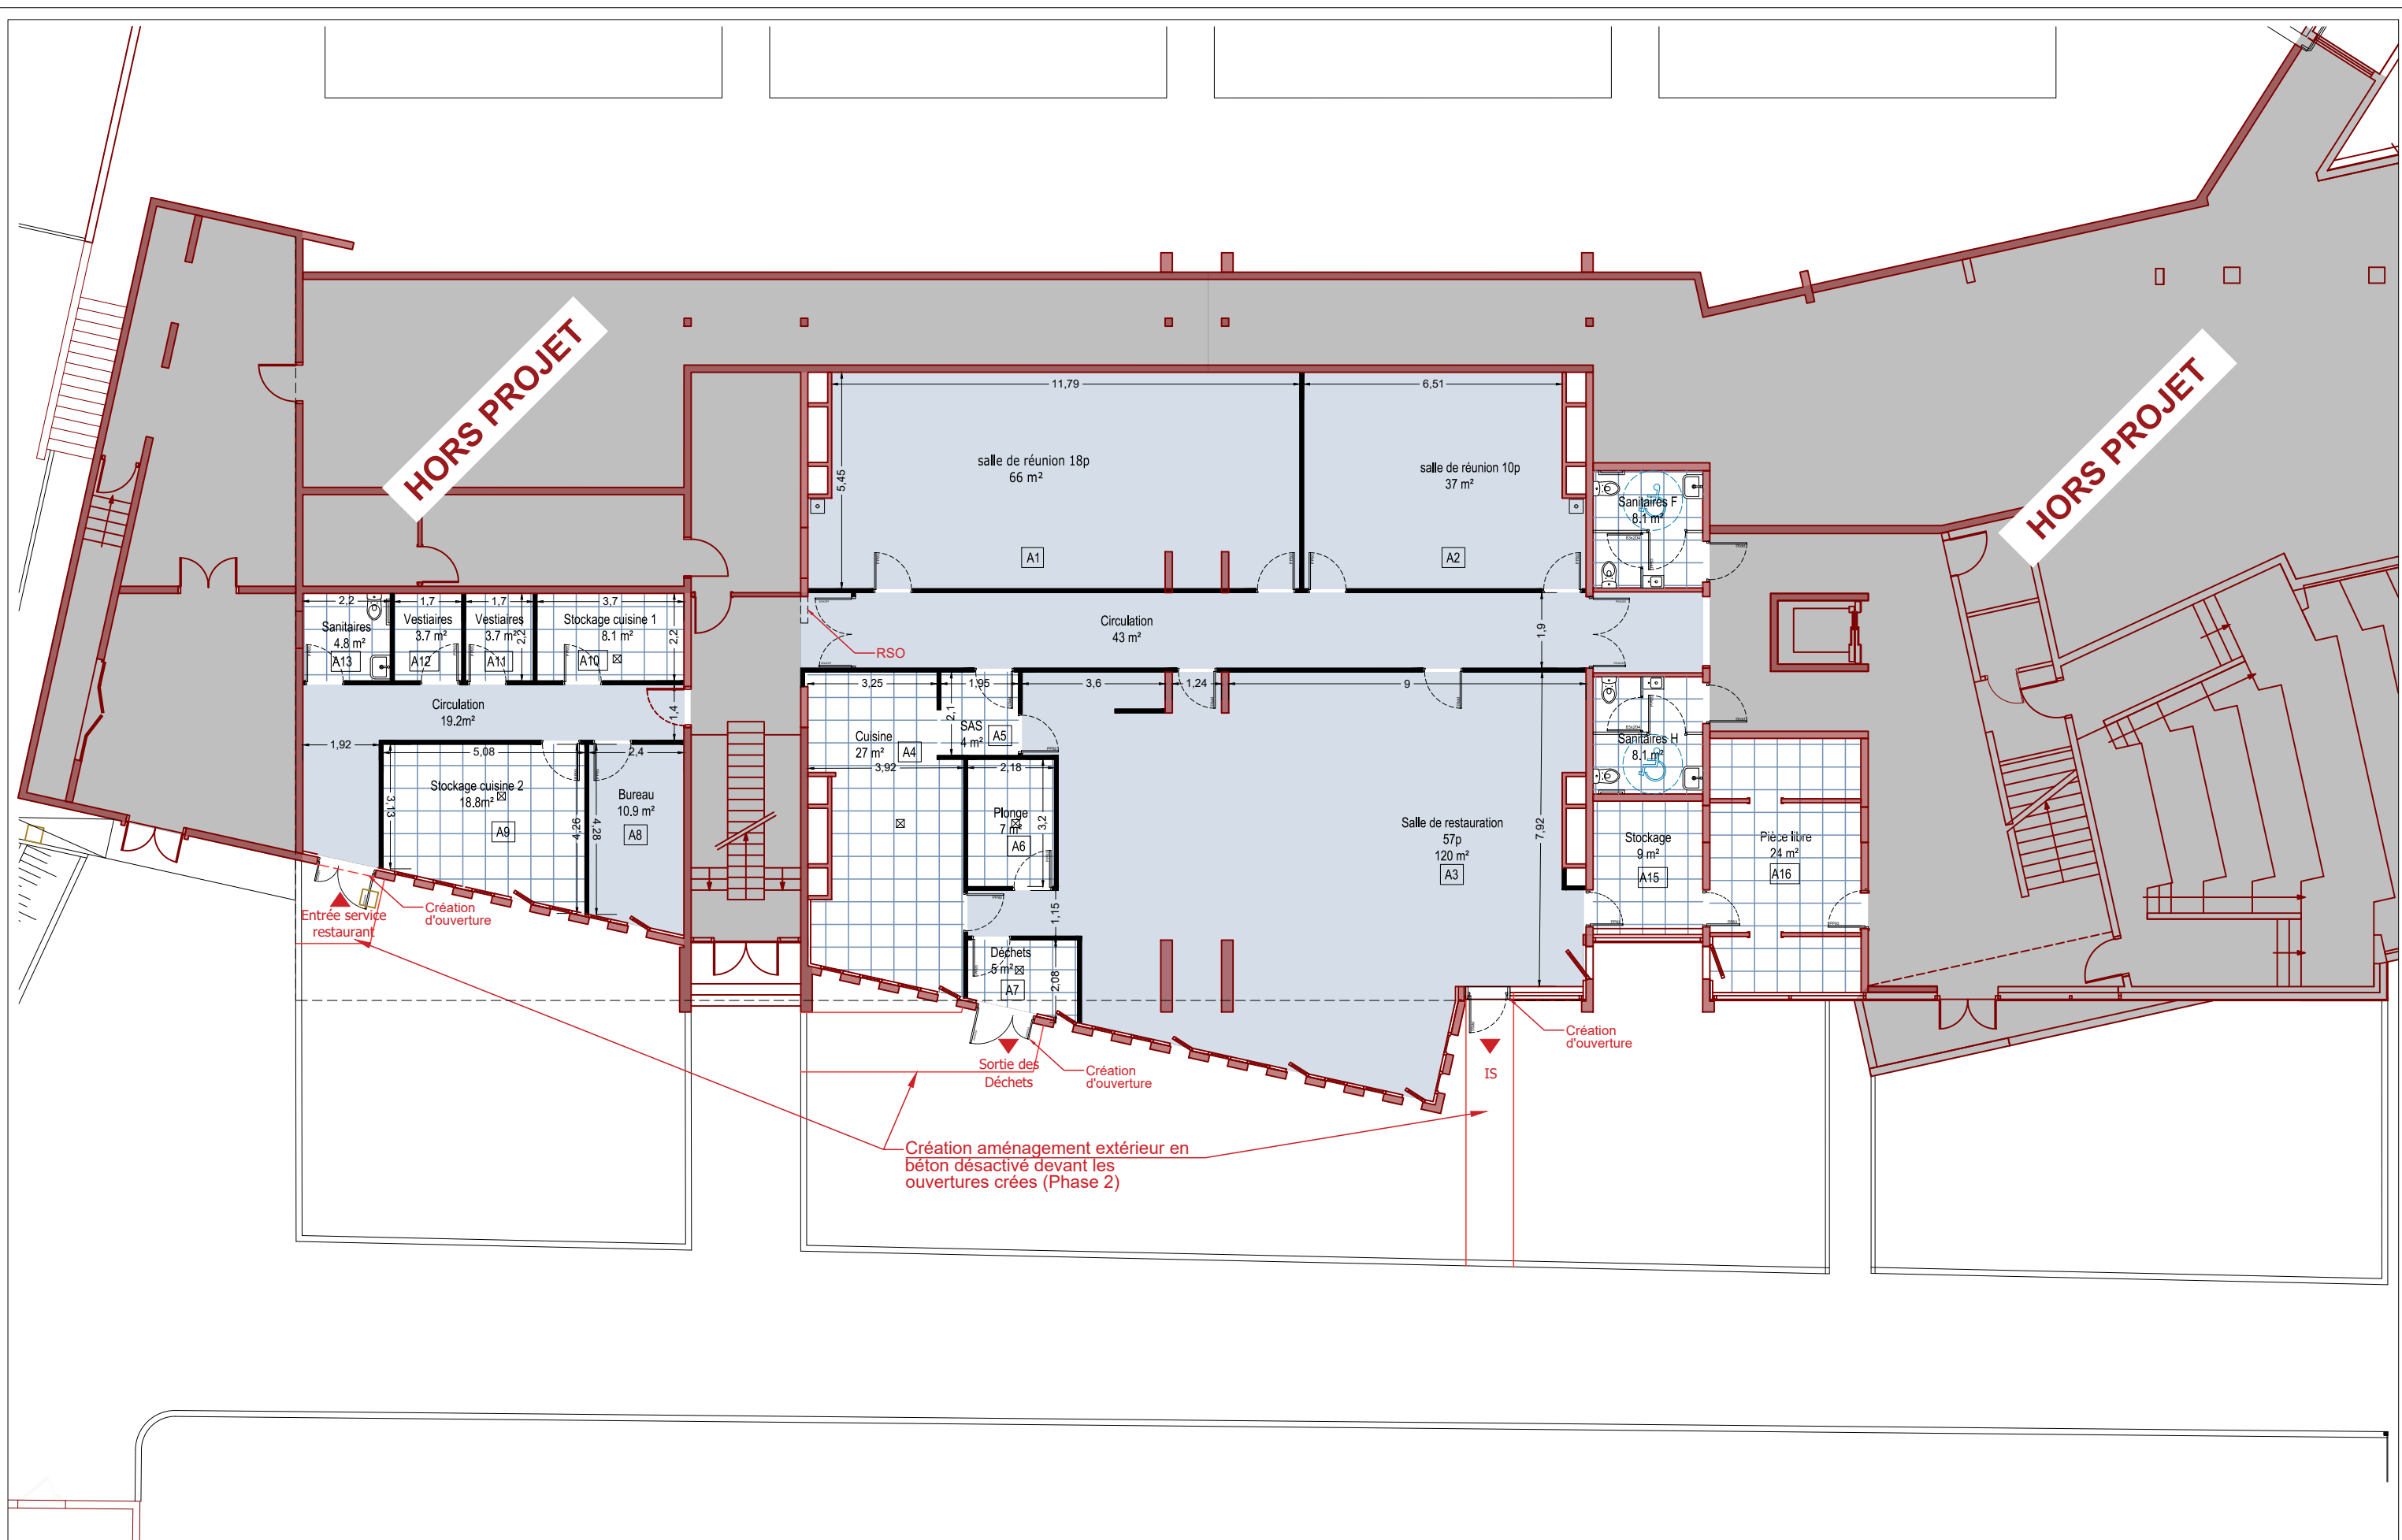 HORS PROJET
HORS PROJET
11,79
6,51
5,45
salle de réunion 18p
66 m²
A1
salle de réunion 10p
37 m²
A2
Sanitaires F
8.1 m²
2,2
1,7
1,7
3,7
Sanitaires
4.8 m²
A13
Vestiaires
3.7 m²
A12
Vestiaires
3.7 m²
2,2
A11
Stockage cuisine 1
8.1 m²
A10
2,2
Circulation
19.2m²
1,4
1,92
5,08
2,4
Stockage cuisine 2
18.8m²
3,13
A9
4,26
4,28
Bureau
10.9 m²
A8
Circulation
43 m²
1,9
RSO
3,25
1,95
3,6
1,24
9
2,1
Cuisine
27 m²
A4
3,92
SAS
4 m²
A5
2,18
Plonge
7 m²
A6
3,2
1,15
Déchets
5 m²
A7
2,08
Salle de restauration
57p
120 m²
A3
7,92
Sanitaires H
8.1 m²
Stockage
9 m²
A15
Pièce libre
24 m²
A16
Entrée service
restaurant
Création
d'ouverture
Sortie des
Déchets
Création
d'ouverture
IS
Création
d'ouverture
Création aménagement extérieur en
béton désactivé devant les
ouvertures crées (Phase 2)